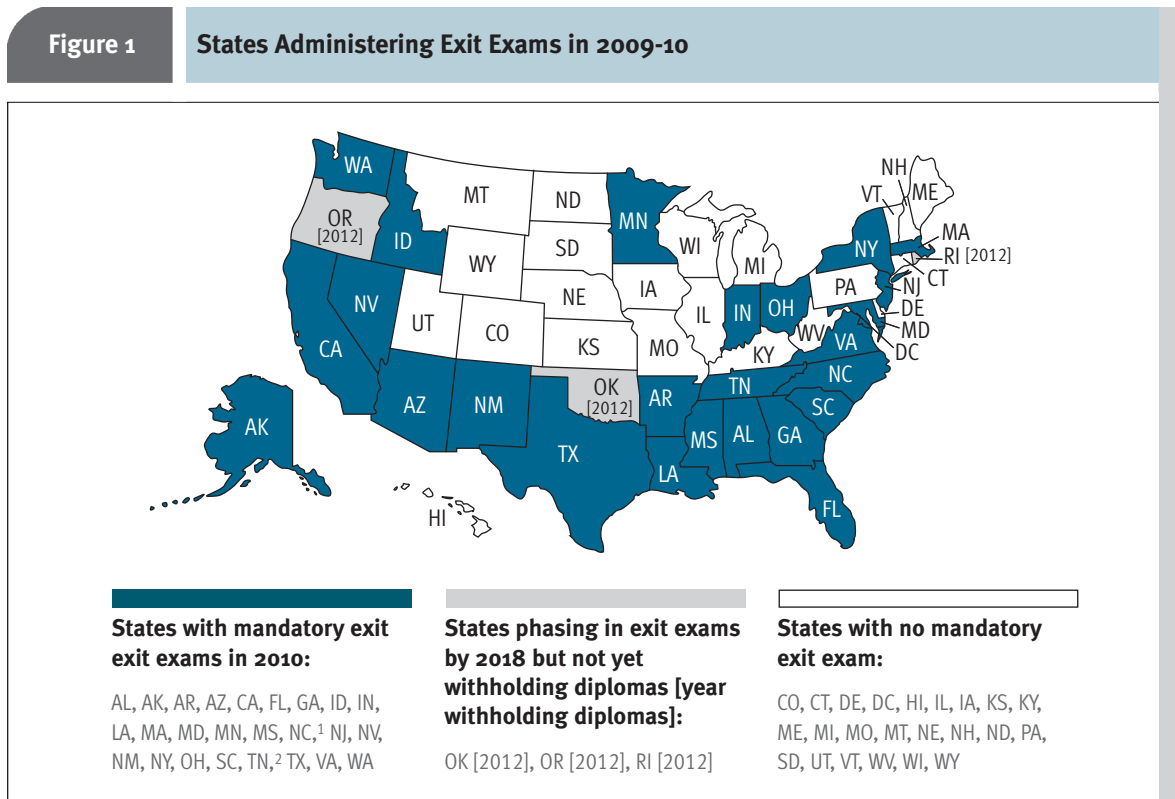 Figure 1
States Administering Exit Exams in 2009-10
WA
MT
ND
MN
OR
[2012]
ID
SD
WI
MI
NH
VT
ME
NY
MA
RI [2012]
CT
WY
NE
IA
PA
NJ
DE
MD
DC
NV
UT
CO
KS
MO
IL
IN
OH
WV
VA
KY
CA
AZ
NM
OK
[2012]
AR
TN
NC
SC
AK
TX
LA
MS
AL
GA
FL
HI
States with mandatory exit
exit exams in 2010:
AL, AK, AR, AZ, CA, FL, GA, ID, IN,
LA, MA, MD, MN, MS, NC,¹ NJ, NV,
NM, NY, OH, SC, TN,² TX, VA, WA
States phasing in exit exams
by 2018 but not yet
withholding diplomas [year
withholding diplomas]:
OK [2012], OR [2012], RI [2012]
States with no mandatory
exit exam:
CO, CT, DE, DC, HI, IL, IA, KS, KY,
ME, MI, MO, MT, NE, NH, ND, PA,
SD, UT, VT, WV, WI, WY